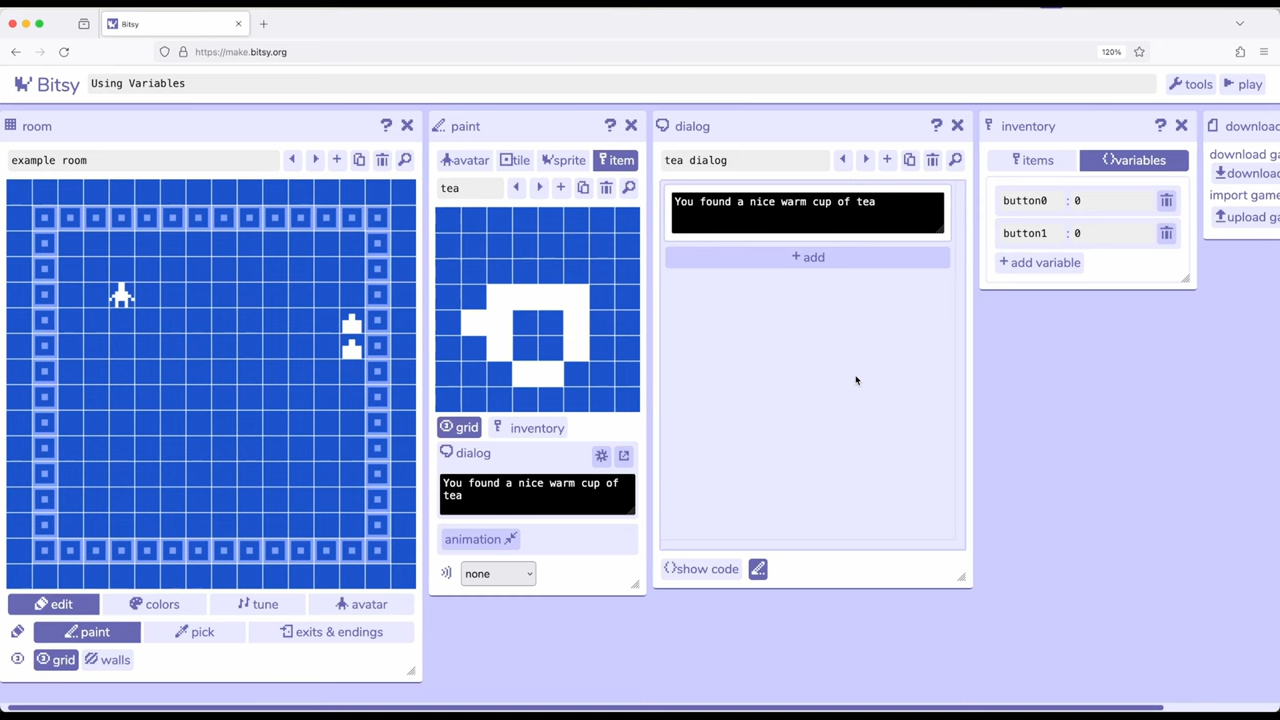 Bitsy
https://make.bitsy.org
120%
Bitsy
Using Variables
tools
play
room
example room
edit
colors
tune
avatar
paint
pick
exits & endings
grid
walls
paint
avatar
tile
sprite
item
tea
grid
inventory
dialog
You found a nice warm cup of
tea
animation
none
dialog
tea dialog
You found a nice warm cup of tea
+ add
show code
inventory
items
variables
button0 : 0
button1 : 0
+ add variable
download
download ga
download
import game
upload ga